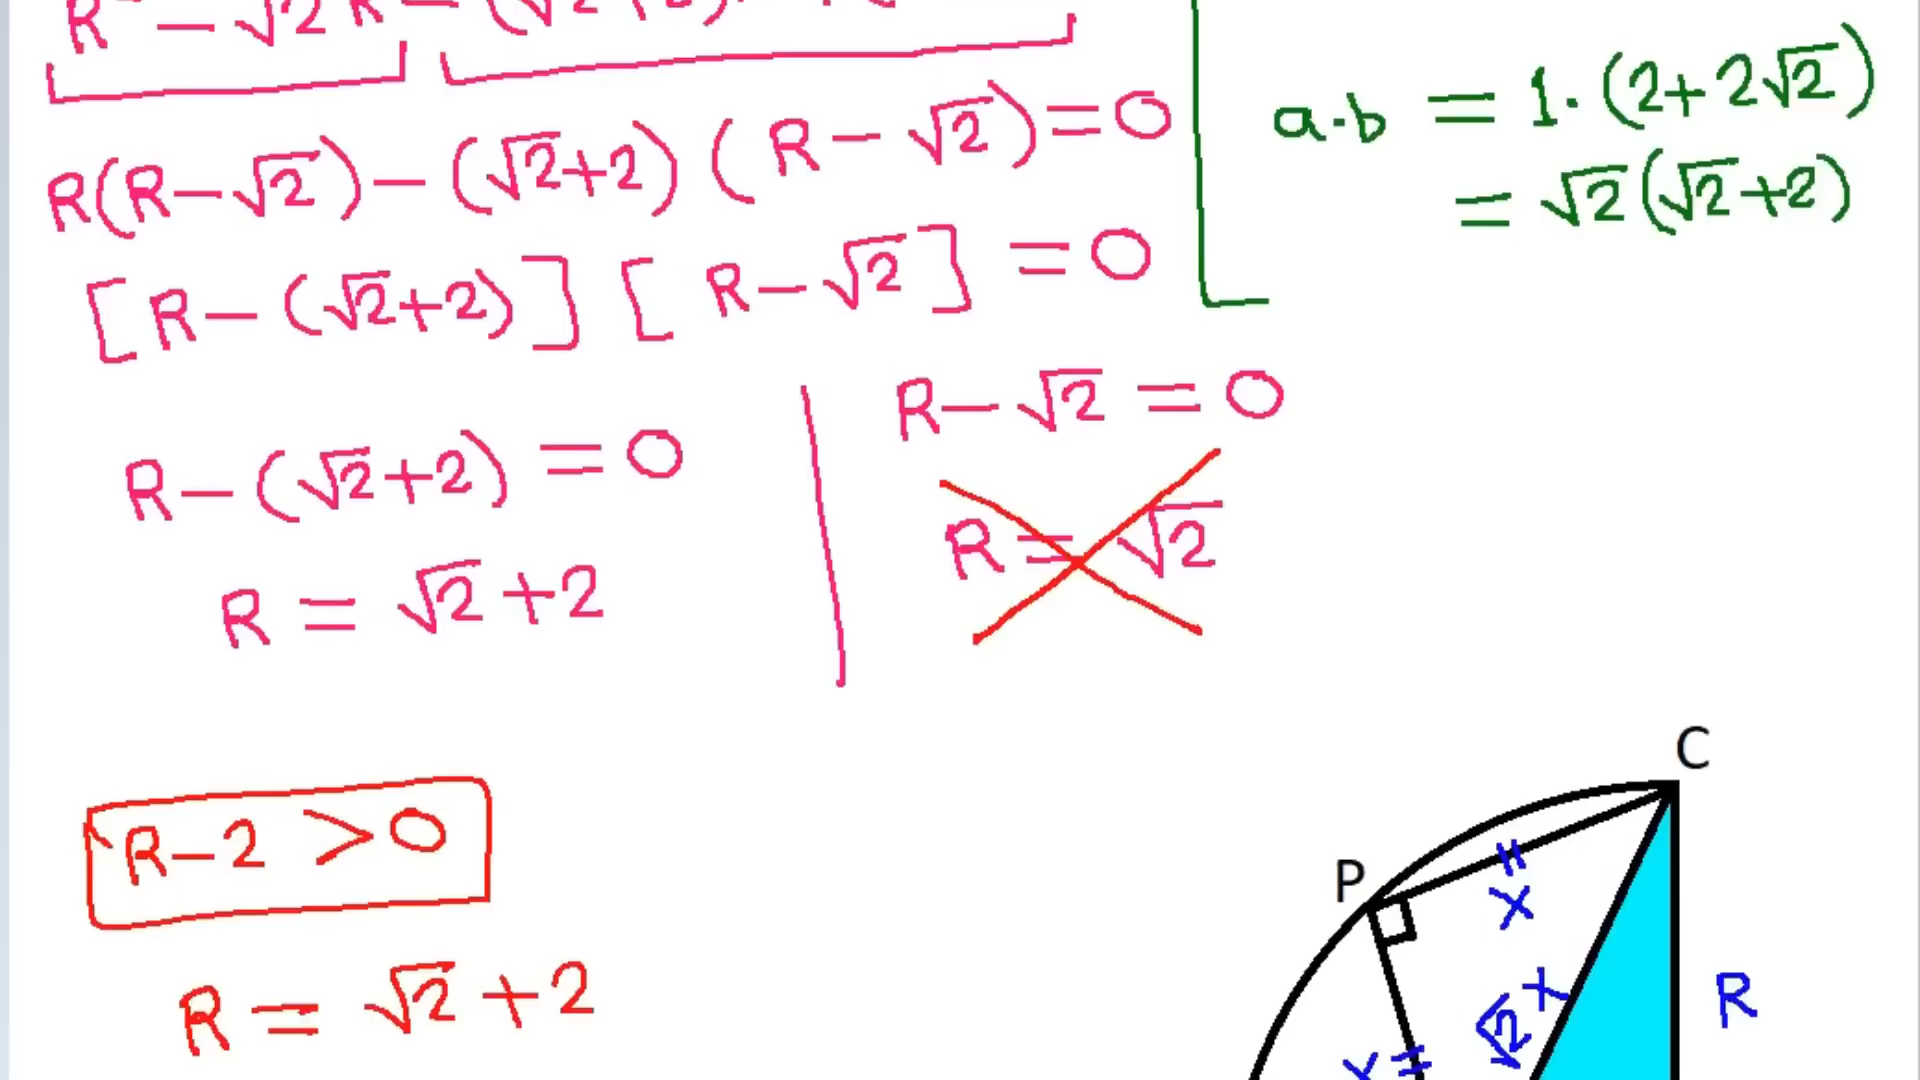 R(R-√2)-(√2+2)(R-√2)=0
[R-(√2+2)][R-√2]=0
R-(√2+2)=0
R=√2+2
R-√2=0
R=√2
R-2>0
R=√2+2
a.b = 1.(2+2√2)
= √2(√2+2)
C
P
x
√2 x
R